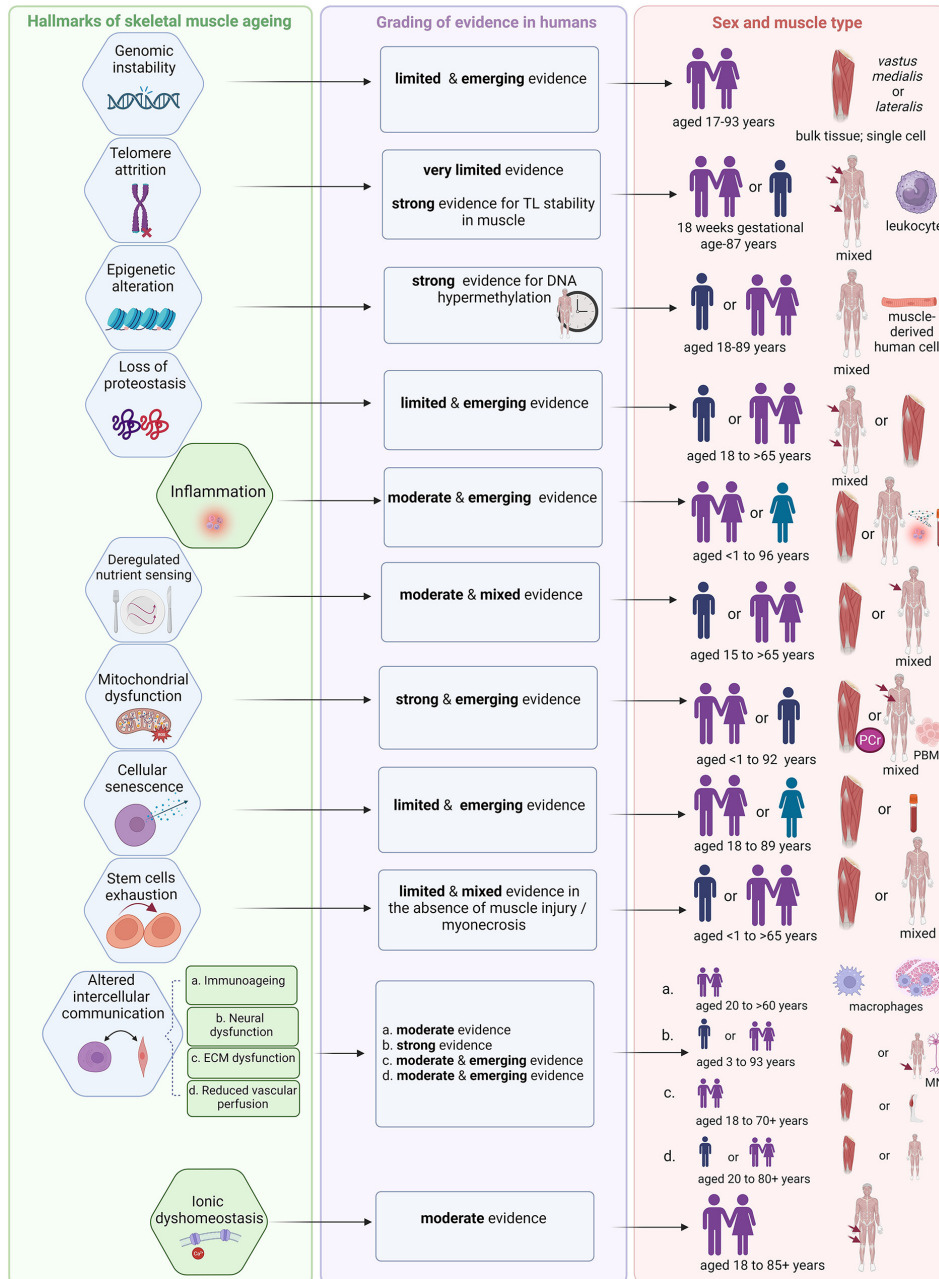 Hallmarks of skeletal muscle ageing
Grading of evidence in humans
Sex and muscle type
Genomic
instability
limited & emerging evidence
aged 17-93 years
vastus
medialis
or
lateralis
bulk tissue; single cell
Telomere
attrition
very limited evidence
strong evidence for TL stability
in muscle
or
18 weeks gestational
age-87 years
mixed
leukocyte
Epigenetic
alteration
strong evidence for DNA
hypermethylation
or
aged 18-89 years
mixed
muscle-
derived
human cell
Loss of
proteostasis
limited & emerging evidence
or
aged 18 to >65 years
mixed
or
Inflammation
moderate & emerging evidence
or
aged <1 to 96 years
or
Deregulated
nutrient sensing
moderate & mixed evidence
or
aged 15 to >65 years
or
mixed
Mitochondrial
dysfunction
ROS
strong & emerging evidence
or
aged <1 to 92 years
or
PCr
mixed
PBM
Cellular
senescence
limited & emerging evidence
or
aged 18 to 89 years
or
Stem cells
exhaustion
limited & mixed evidence in
the absence of muscle injury /
myonecrosis
or
aged <1 to >65 years
or
mixed
Altered
intercellular
communication
a. Immunoageing
b. Neural
dysfunction
c. ECM dysfunction
d. Reduced vascular
perfusion
a. moderate evidence
b. strong evidence
c. moderate & emerging evidence
d. moderate & emerging evidence
a.
aged 20 to >60 years
macrophages
b.
or
aged 3 to 93 years
or
MN
c.
aged 18 to 70+ years
or
d.
or
aged 20 to 80+ years
or
Ionic
dyshomeostasis
Ca²⁺
moderate evidence
aged 18 to 85+ years